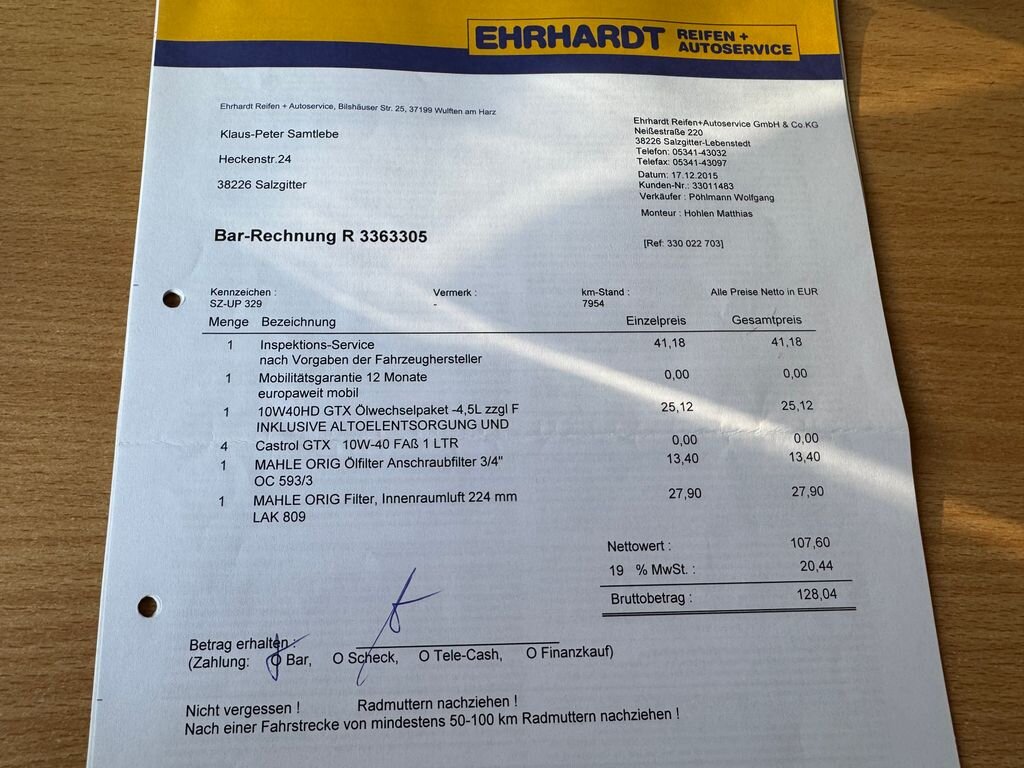 EHRHARDT REIFEN + AUTOSERVICE
Ehrhardt Reifen + Autoservice, Bilshäuser Str. 25, 37199 Wulften am Harz
Klaus-Peter Samtlebe
Heckenstr.24
38226 Salzgitter
Ehrhardt Reifen+Autoservice GmbH & Co.KG
Neißestraße 220
38226 Salzgitter-Lebenstedt
Telefon: 05341-43032
Telefax: 05341-43097
Datum: 17.12.2015
Kunden-Nr.: 33011483
Verkäufer : Pöhlmann Wolfgang
Monteur : Hohlen Matthias
Bar-Rechnung R 3363305
[Ref: 330 022 703]
Kennzeichen : Vermerk : km-Stand : Alle Preise Netto in EUR
SZ-UP 329 - 7954
Menge Bezeichnung Einzelpreis Gesamtpreis
1 Inspektions-Service 41,18 41,18
nach Vorgaben der Fahrzeughersteller
1 Mobilitätsgarantie 12 Monate 0,00 0,00
europaweit mobil
1 10W40HD GTX Ölwechselpaket -4,5L zzgl F 25,12 25,12
INKLUSIVE ALTOELENTSORGUNG UND
4 Castrol GTX 10W-40 FAß 1 LTR 0,00 0,00
1 MAHLE ORIG Ölfilter Anschraubfilter 3/4" 13,40 13,40
OC 593/3
1 MAHLE ORIG Filter, Innenraumluft 224 mm 27,90 27,90
LAK 809
Nettowert : 107,60
19 % MwSt. : 20,44
Bruttobetrag : 128,04
Betrag erhalten :
(Zahlung: O Bar, O Scheck, O Tele-Cash, O Finanzkauf)
Nicht vergessen ! Radmuttern nachziehen !
Nach einer Fahrstrecke von mindestens 50-100 km Radmuttern nachziehen !